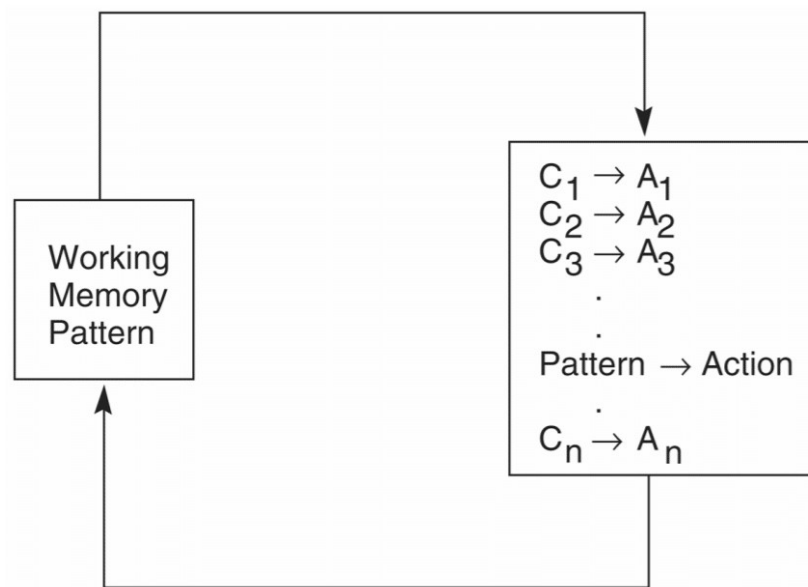 Working
Memory
Pattern
C₁ → A₁
C₂ → A₂
C₃ → A₃
.
.
Pattern → Action
.
Cₙ → Aₙ